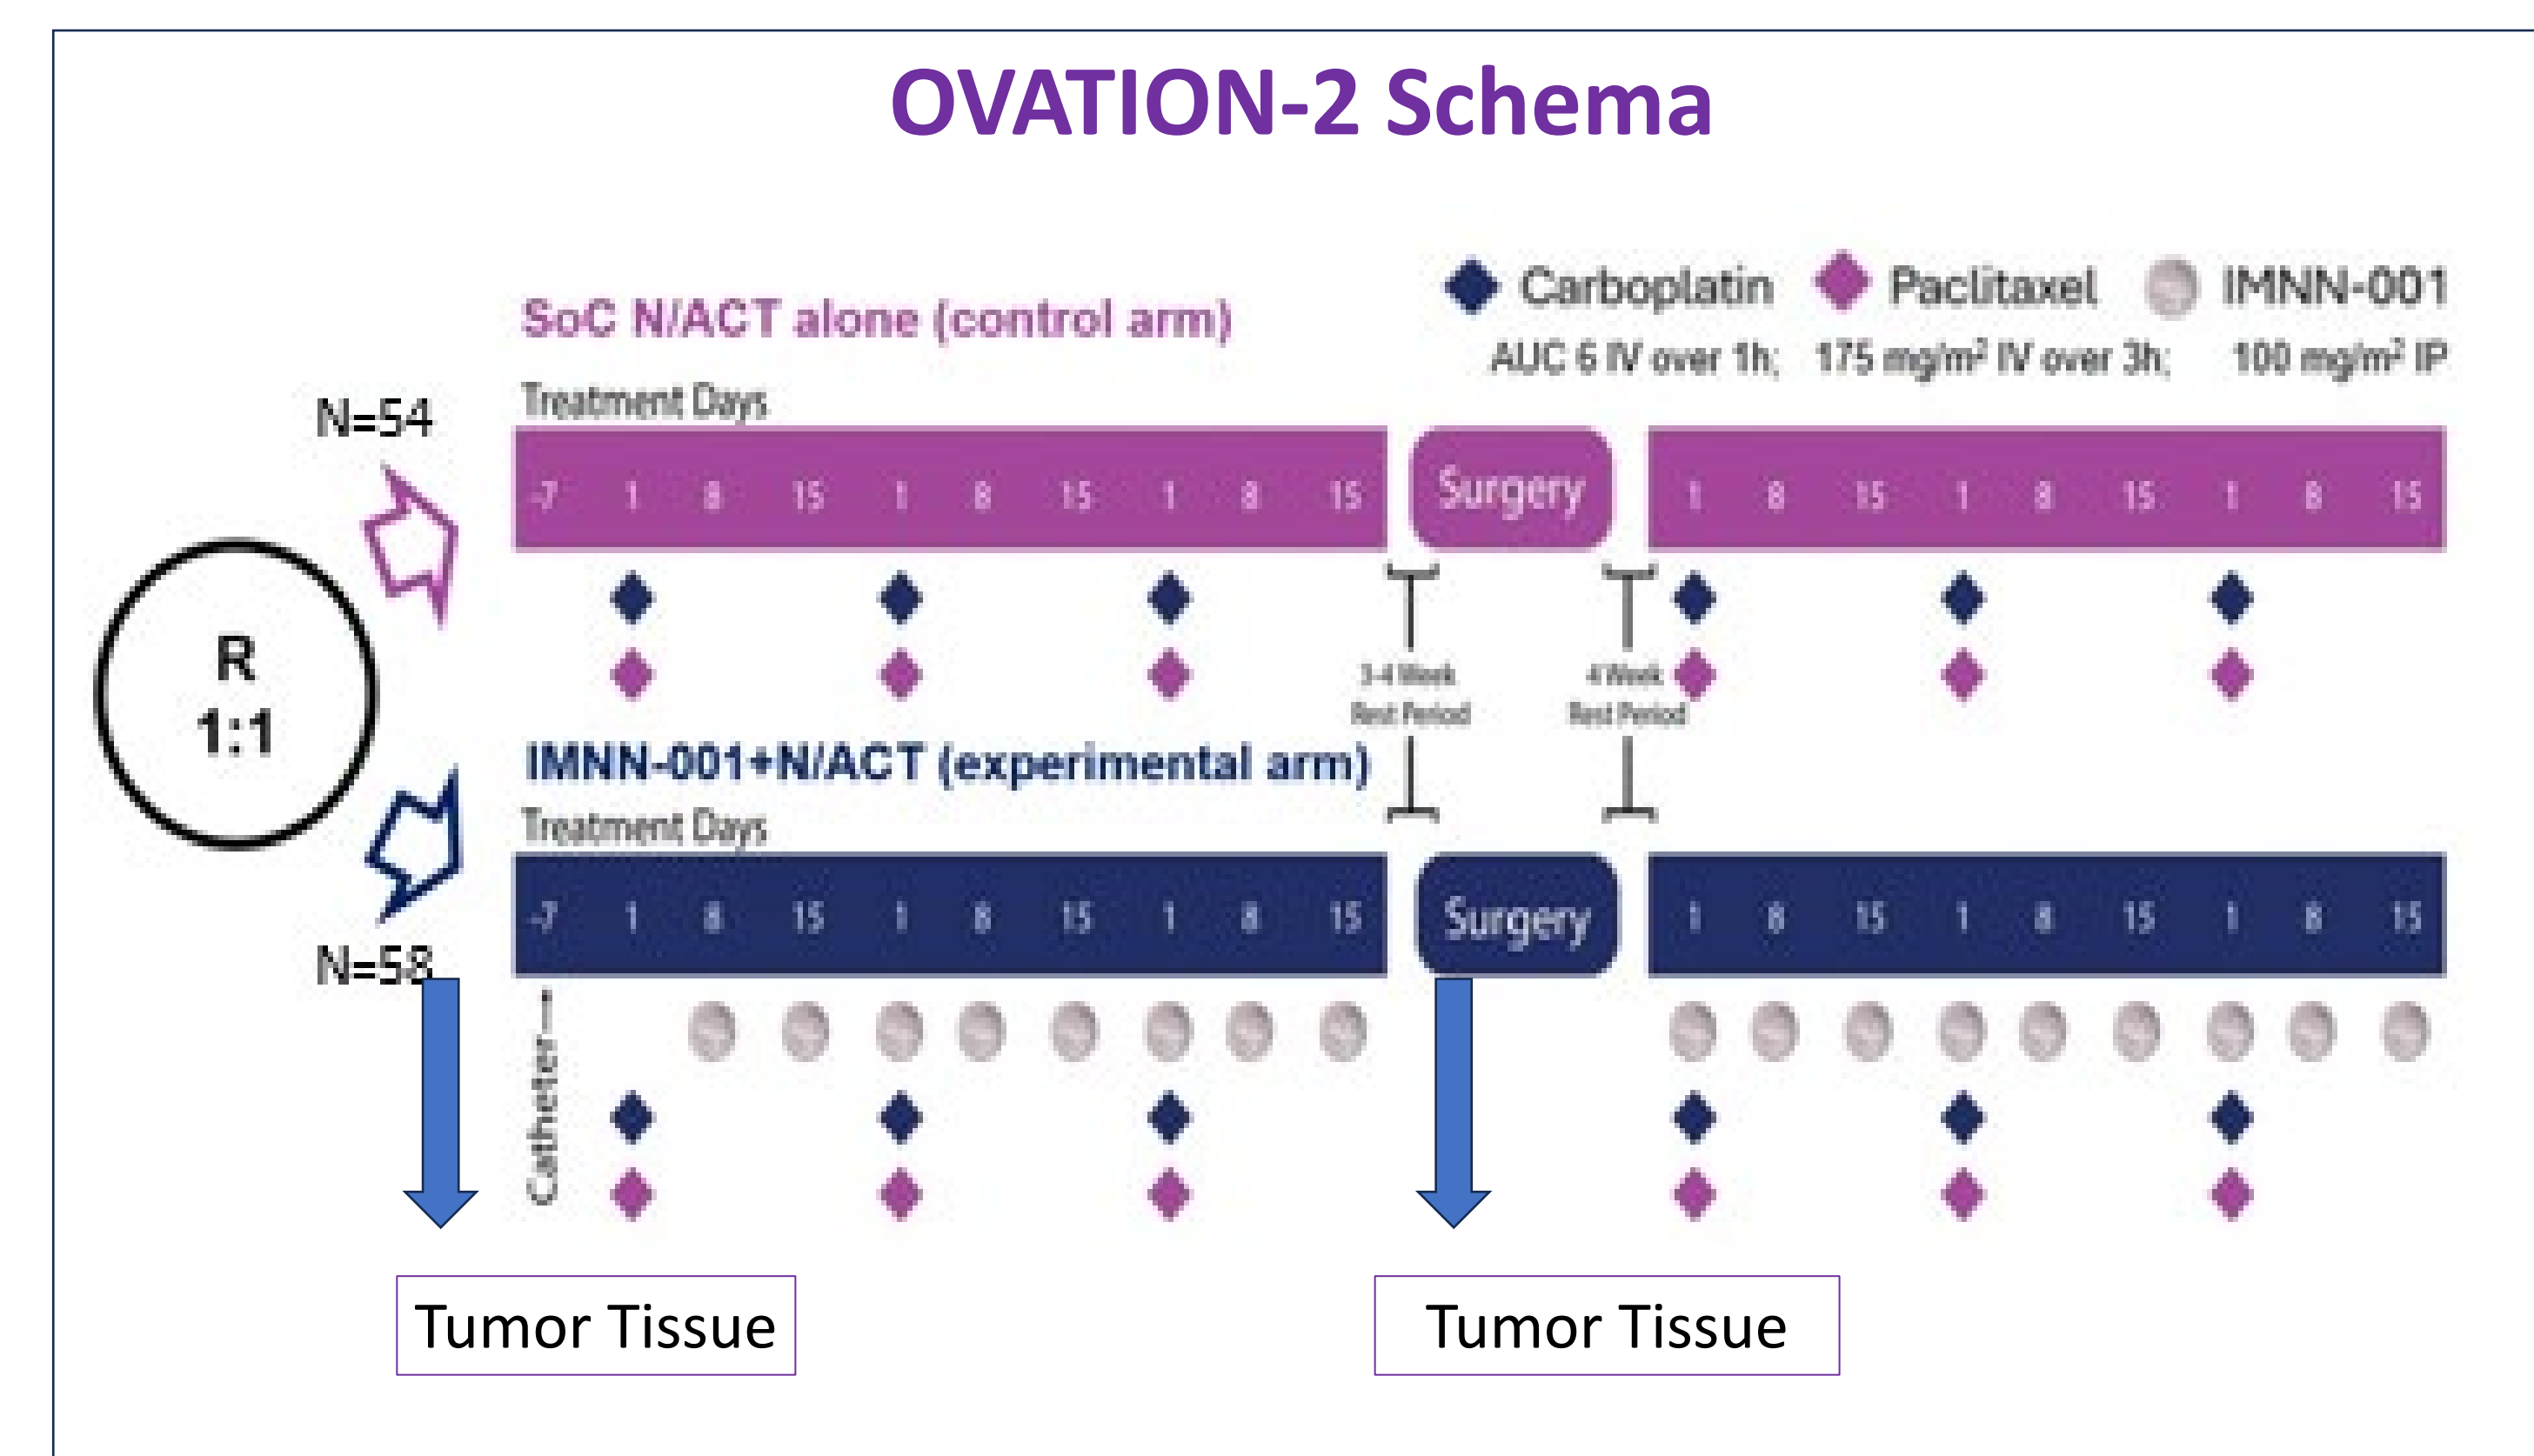 OVATION-2 Schema
Carboplatin Paclitaxel IMNN-001
AUC 6 IV over 1h; 175 mg/m² IV over 3h; 100 mg/m² IP
SoC N/ACT alone (control arm)
Treatment Days
N=54
-7 1 8 15 1 8 15 1 8 15 Surgery 1 8 15 1 8 15 1 8 15
R
1:1
3-4 Week
Rest Period
4 Week
Rest Period
IMNN-001+N/ACT (experimental arm)
Treatment Days
-7 1 8 15 1 8 15 1 8 15 Surgery 1 8 15 1 8 15 1 8 15
N=58
Catheter
Tumor Tissue
Tumor Tissue